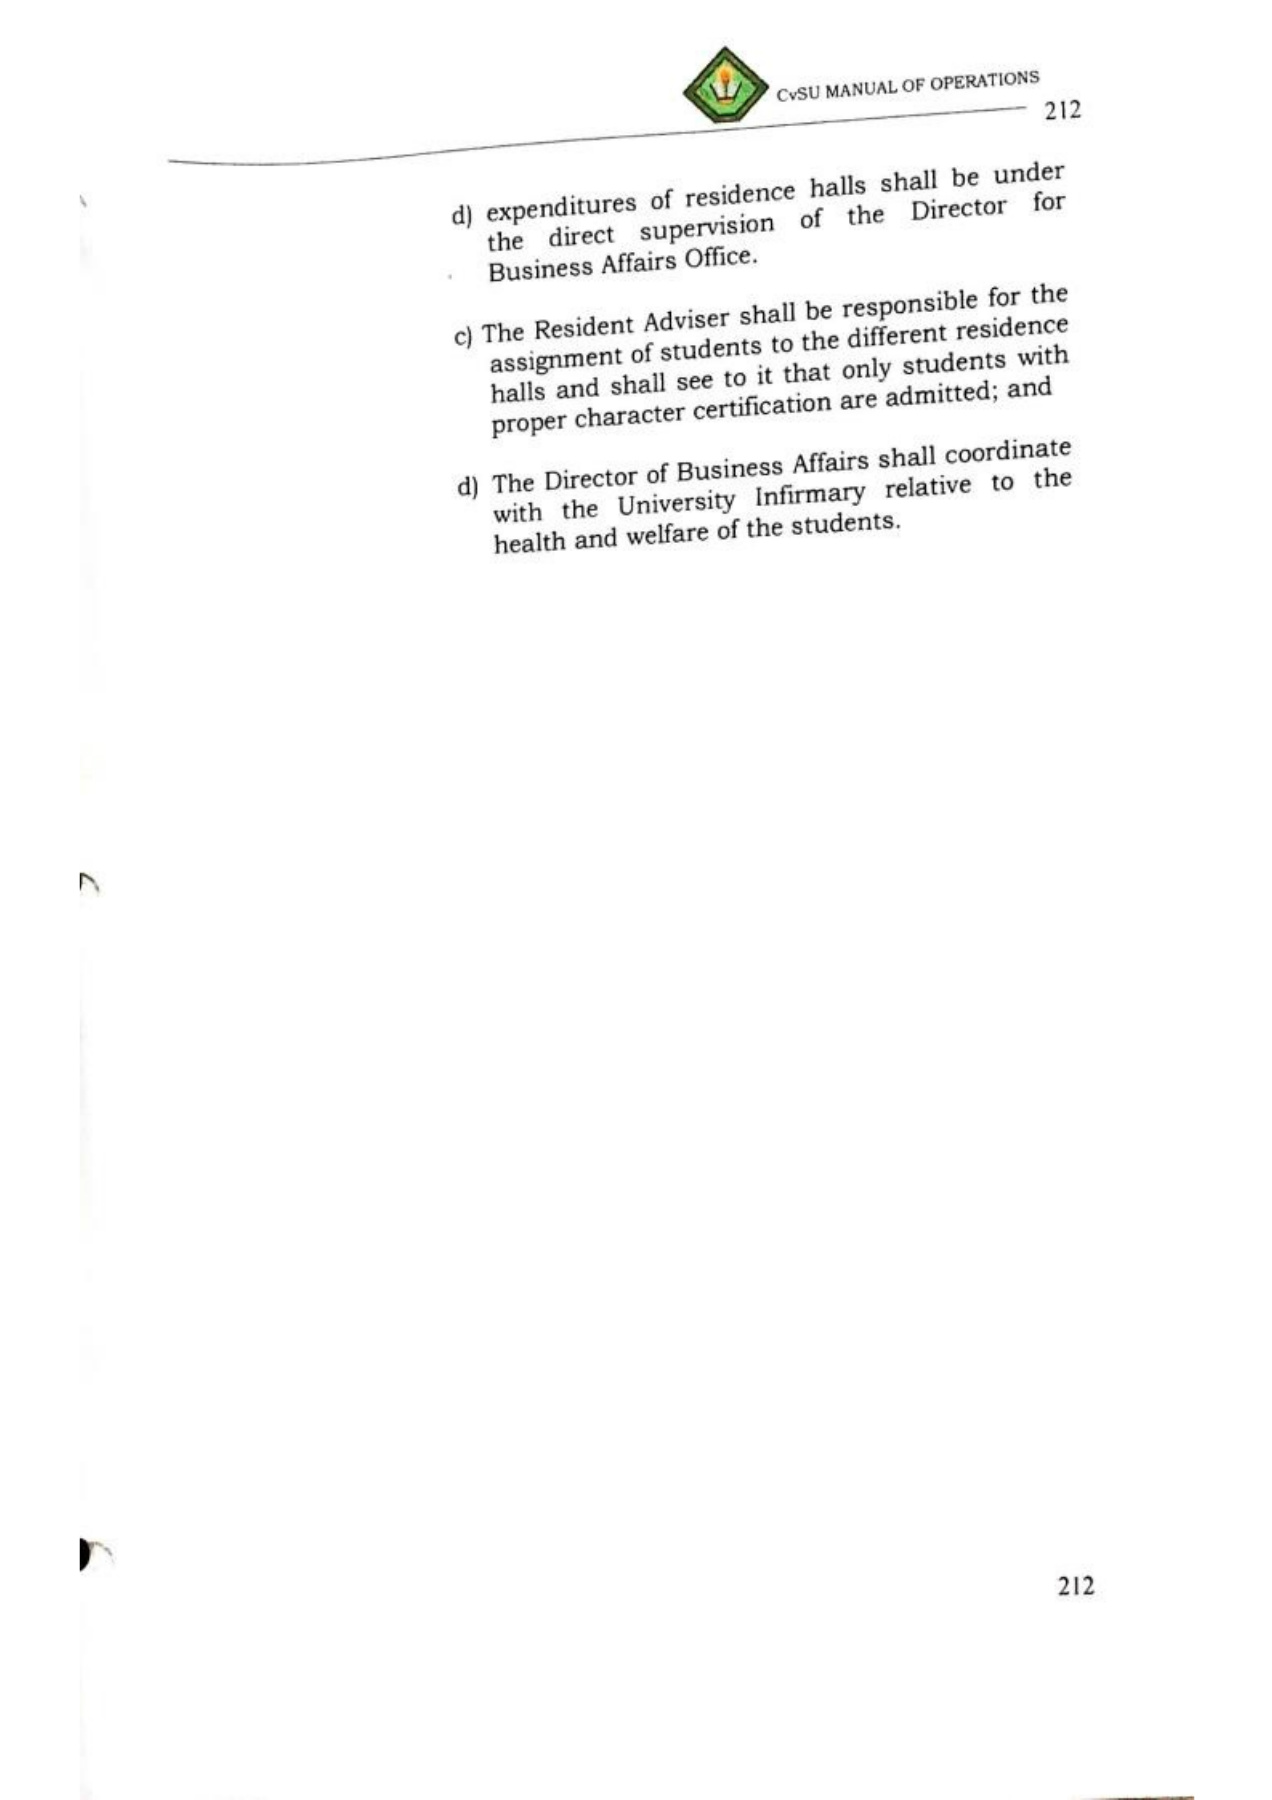 CvSU MANUAL OF OPERATIONS
212
d) expenditures of residence halls shall be under
the direct supervision of the Director for
Business Affairs Office.
c) The Resident Adviser shall be responsible for the
assignment of students to the different residence
halls and shall see to it that only students with
proper character certification are admitted; and
d) The Director of Business Affairs shall coordinate
with the University Infirmary relative to the
health and welfare of the students.
212